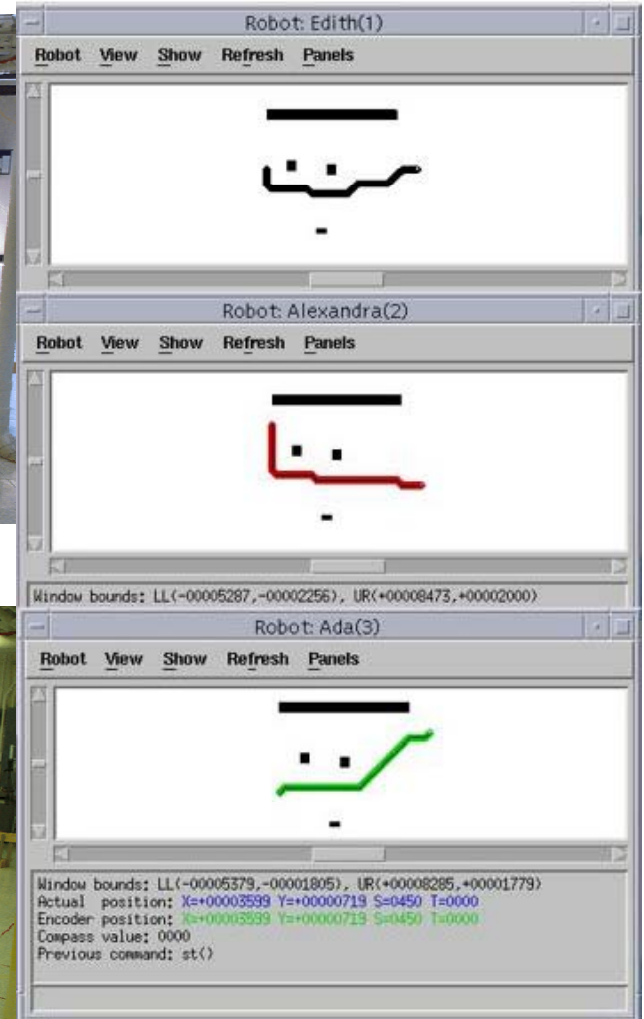 Robot: Edith(1)
Robot View Show Refresh Panels
Robot: Alexandra(2)
Robot View Show Refresh Panels
Window bounds: LL(-00005287,-00002256), UR(+00008473,+00002000)
Robot: Ada(3)
Robot View Show Refresh Panels
Window bounds: LL(-00005379,-00001805), UR(+00008285,+00001779)
Actual position: X=+00003599 Y=+00000719 S=0450 T=0000
Encoder position: X=+00003599 Y=+00000719 S=0450 T=0000
Compass value: 0000
Previous command: st()